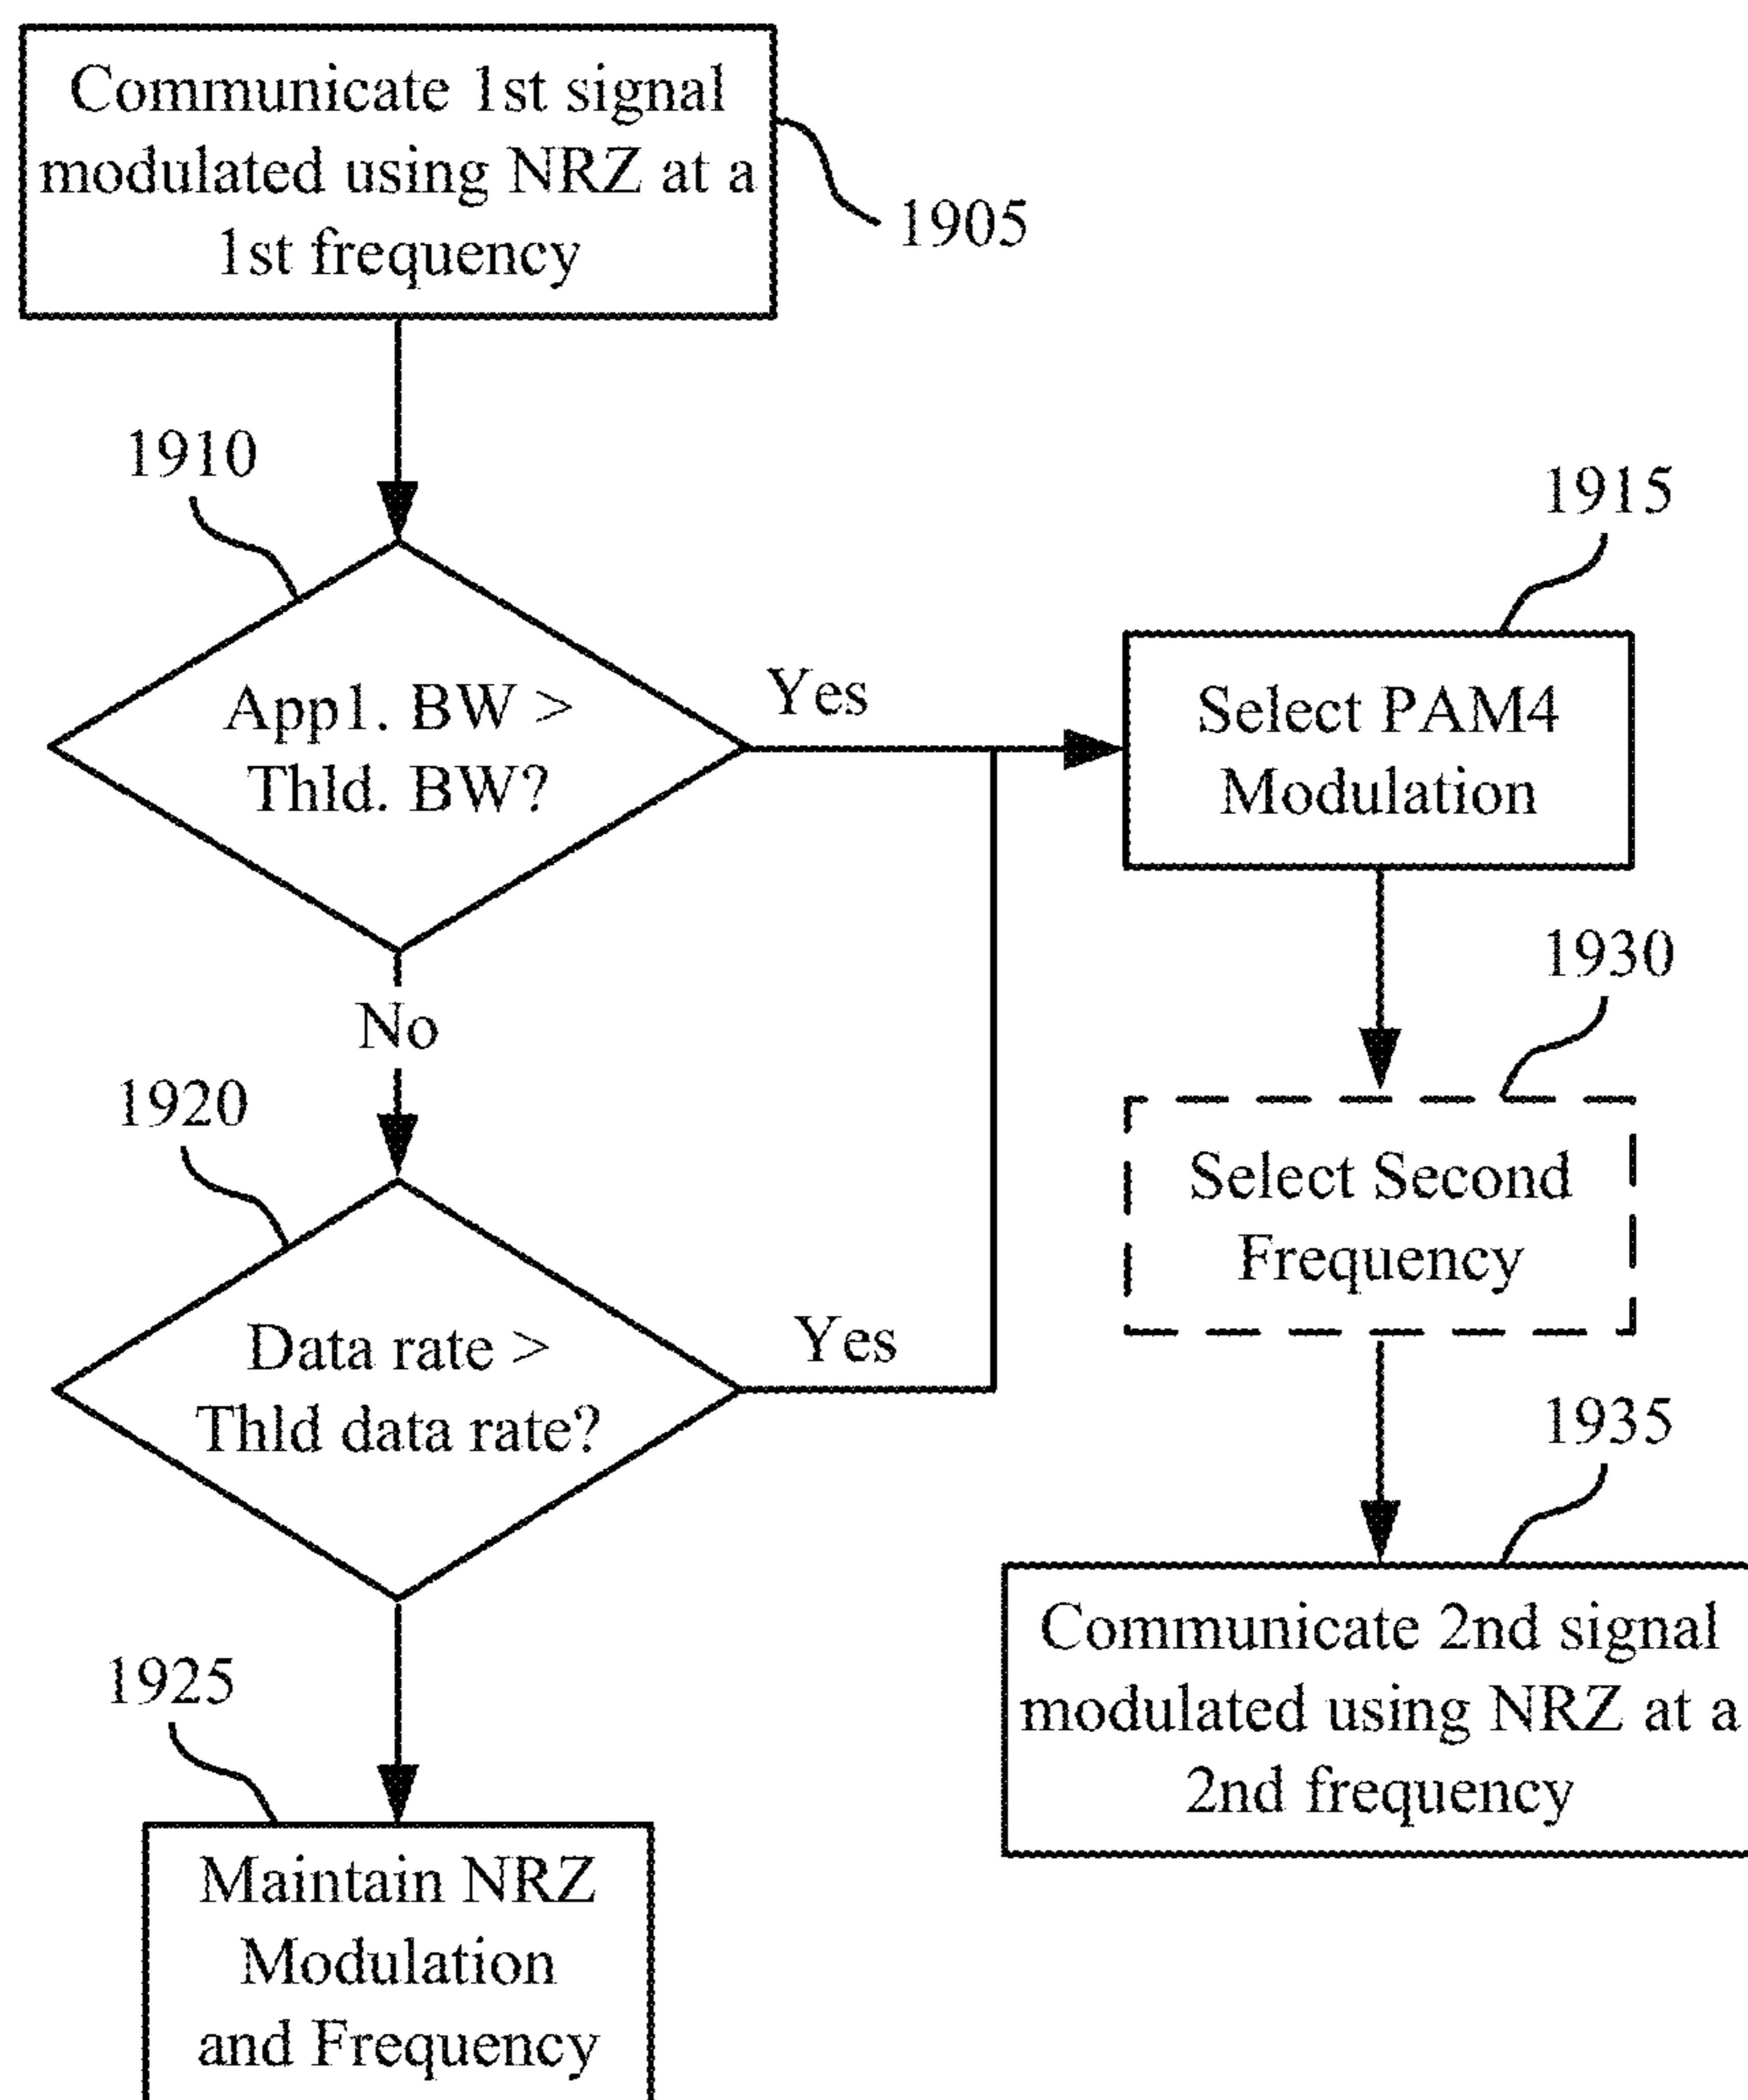 Communicate 1st signal
modulated using NRZ at a
1st frequency
1905
1910
App1. BW >
Thld. BW?
Yes
1915
Select PAM4
Modulation
No
1930
Select Second
Frequency
1920
Data rate >
Thld data rate?
Yes
1935
Communicate 2nd signal
modulated using NRZ at a
2nd frequency
1925
Maintain NRZ
Modulation
and Frequency